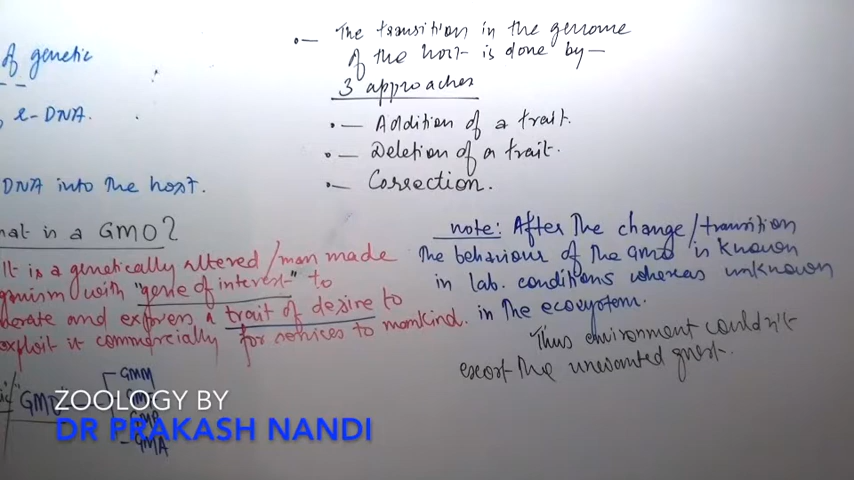 of genetic
r-DNA.
DNA into the host.
What is a GMO?
It is a genetically altered/man made
organism with "gene of interest" to
and express a trait of desire to
exploit it commercially for services to mankind.
GMO
GMM
GMP
GMA
•— The transition in the genome
of the host is done by—
3 approaches
•— Addition of a trait.
•— Deletion of a trait.
•— Correction.
note: After the change/transition
the behaviour of the GMO is known
in lab. conditions whereas unknown
in the ecosystem.
Thus environment couldn't
escort the unwanted guest.
ZOOLOGY BY
DR PRAKASH NANDI